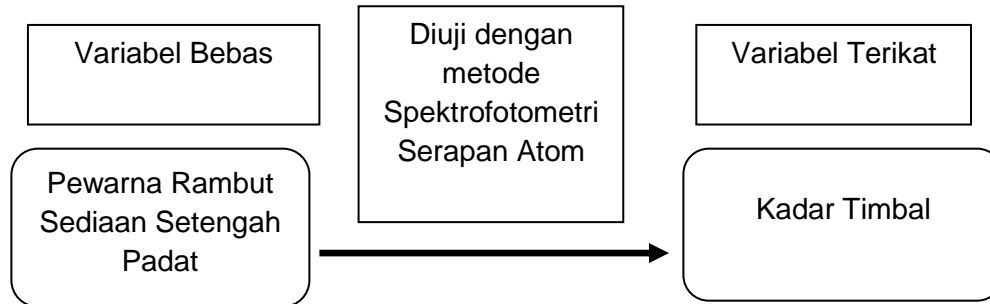 Variabel Bebas
Diuji dengan
metode
Spektrofotometri
Serapan Atom
Variabel Terikat
Pewarna Rambut
Sediaan Setengah
Padat
Kadar Timbal